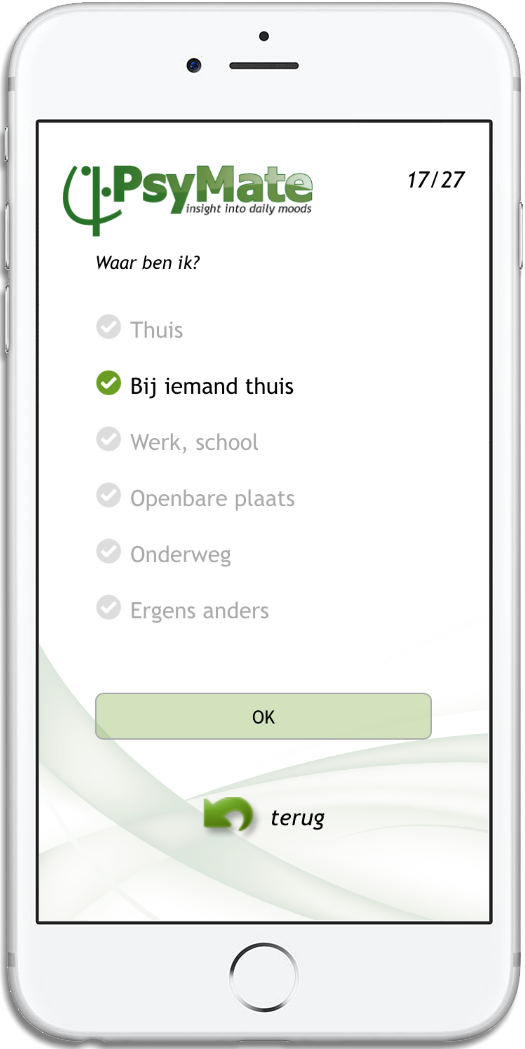 PsyMate
insight into daily moods
17/27
Waar ben ik?
Thuis
Bij iemand thuis
Werk, school
Openbare plaats
Onderweg
Ergens anders
OK
terug